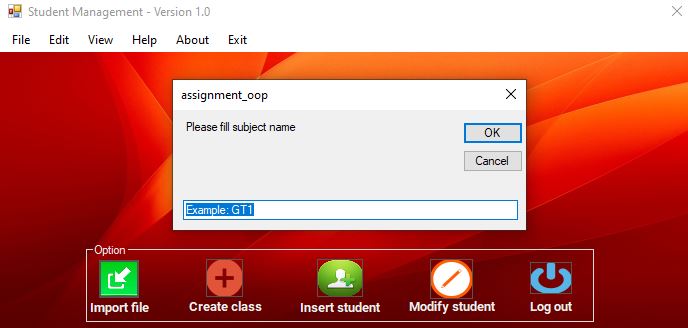 Student Management - Version 1.0
File Edit View Help About Exit
assignment_oop
Please fill subject name
OK
Cancel
Example: GT1
Option
Import file Create class Insert student Modify student Log out